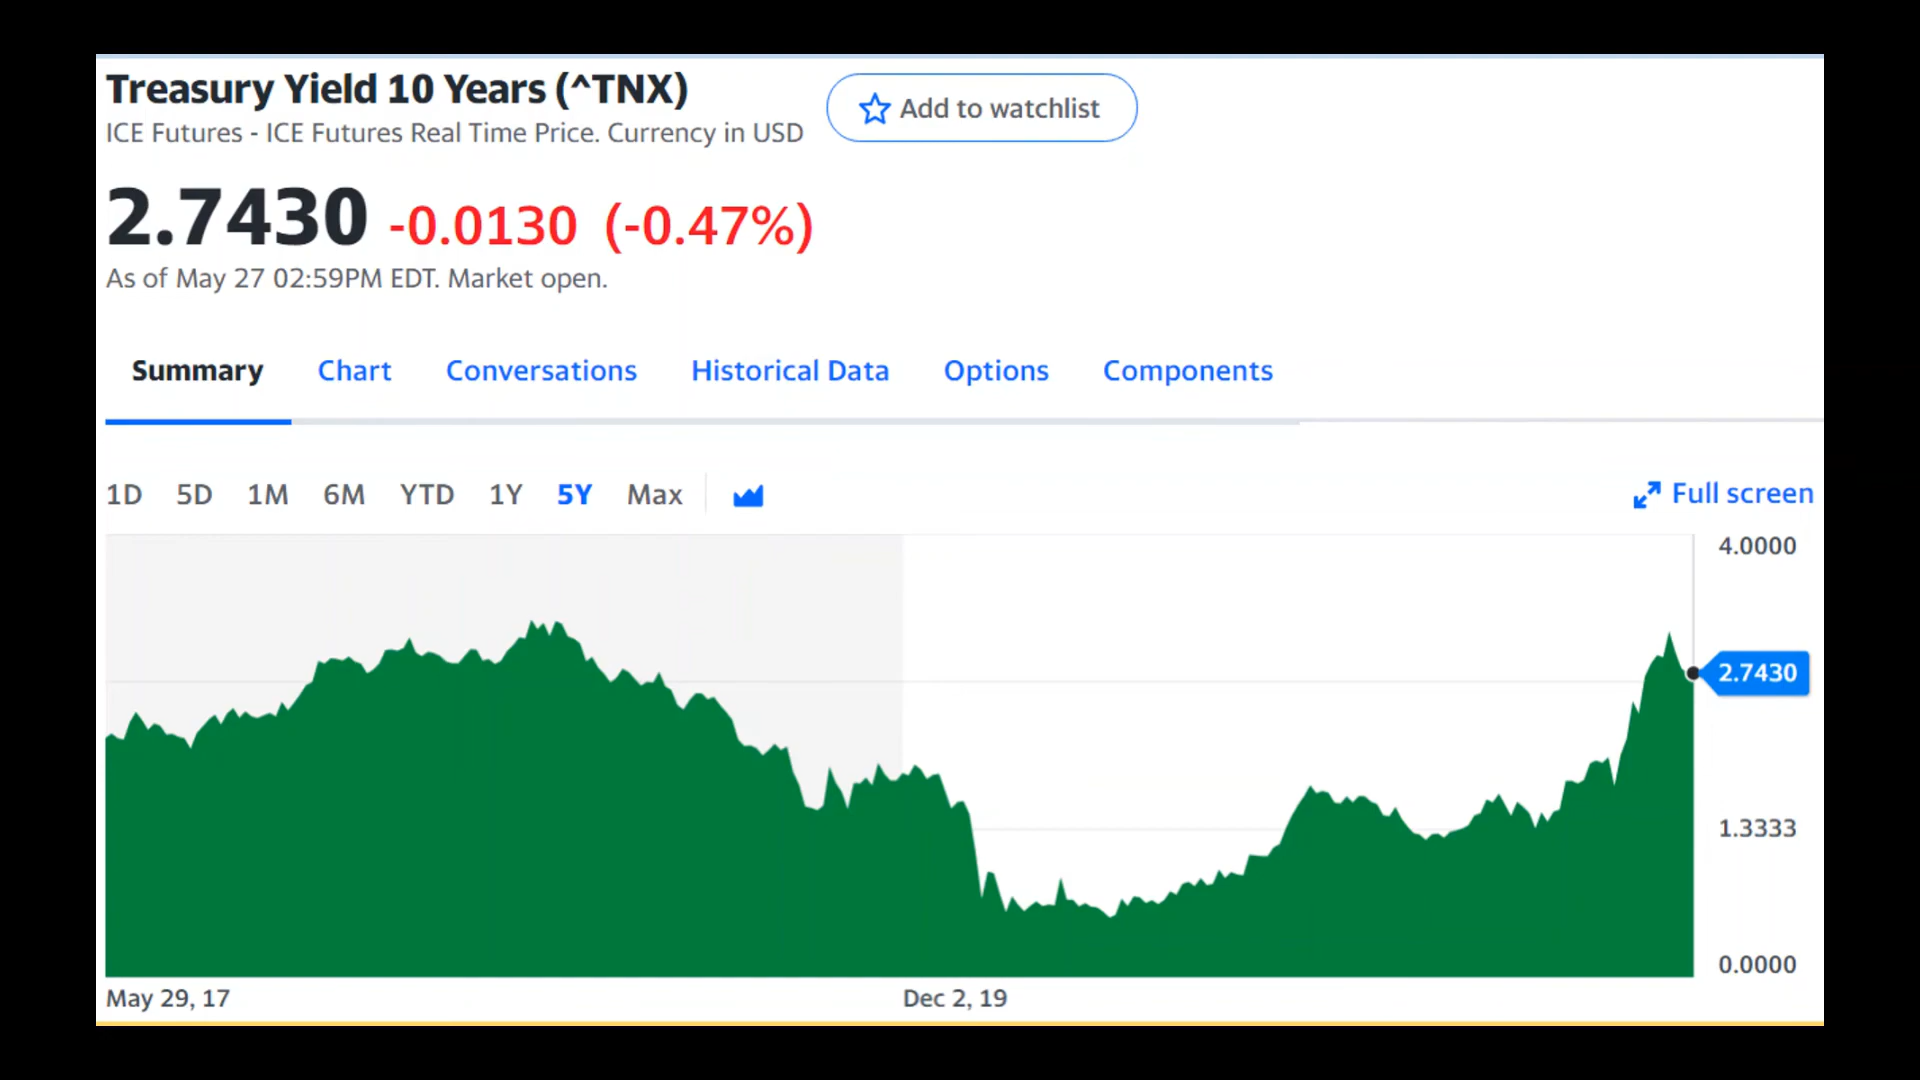 Treasury Yield 10 Years (^TNX)
Add to watchlist
ICE Futures - ICE Futures Real Time Price. Currency in USD
2.7430 -0.0130 (-0.47%)
As of May 27 02:59PM EDT. Market open.
Summary Chart Conversations Historical Data Options Components
1D 5D 1M 6M YTD 1Y 5Y Max
Full screen
4.0000
2.7430
1.3333
0.0000
May 29, 17 Dec 2, 19